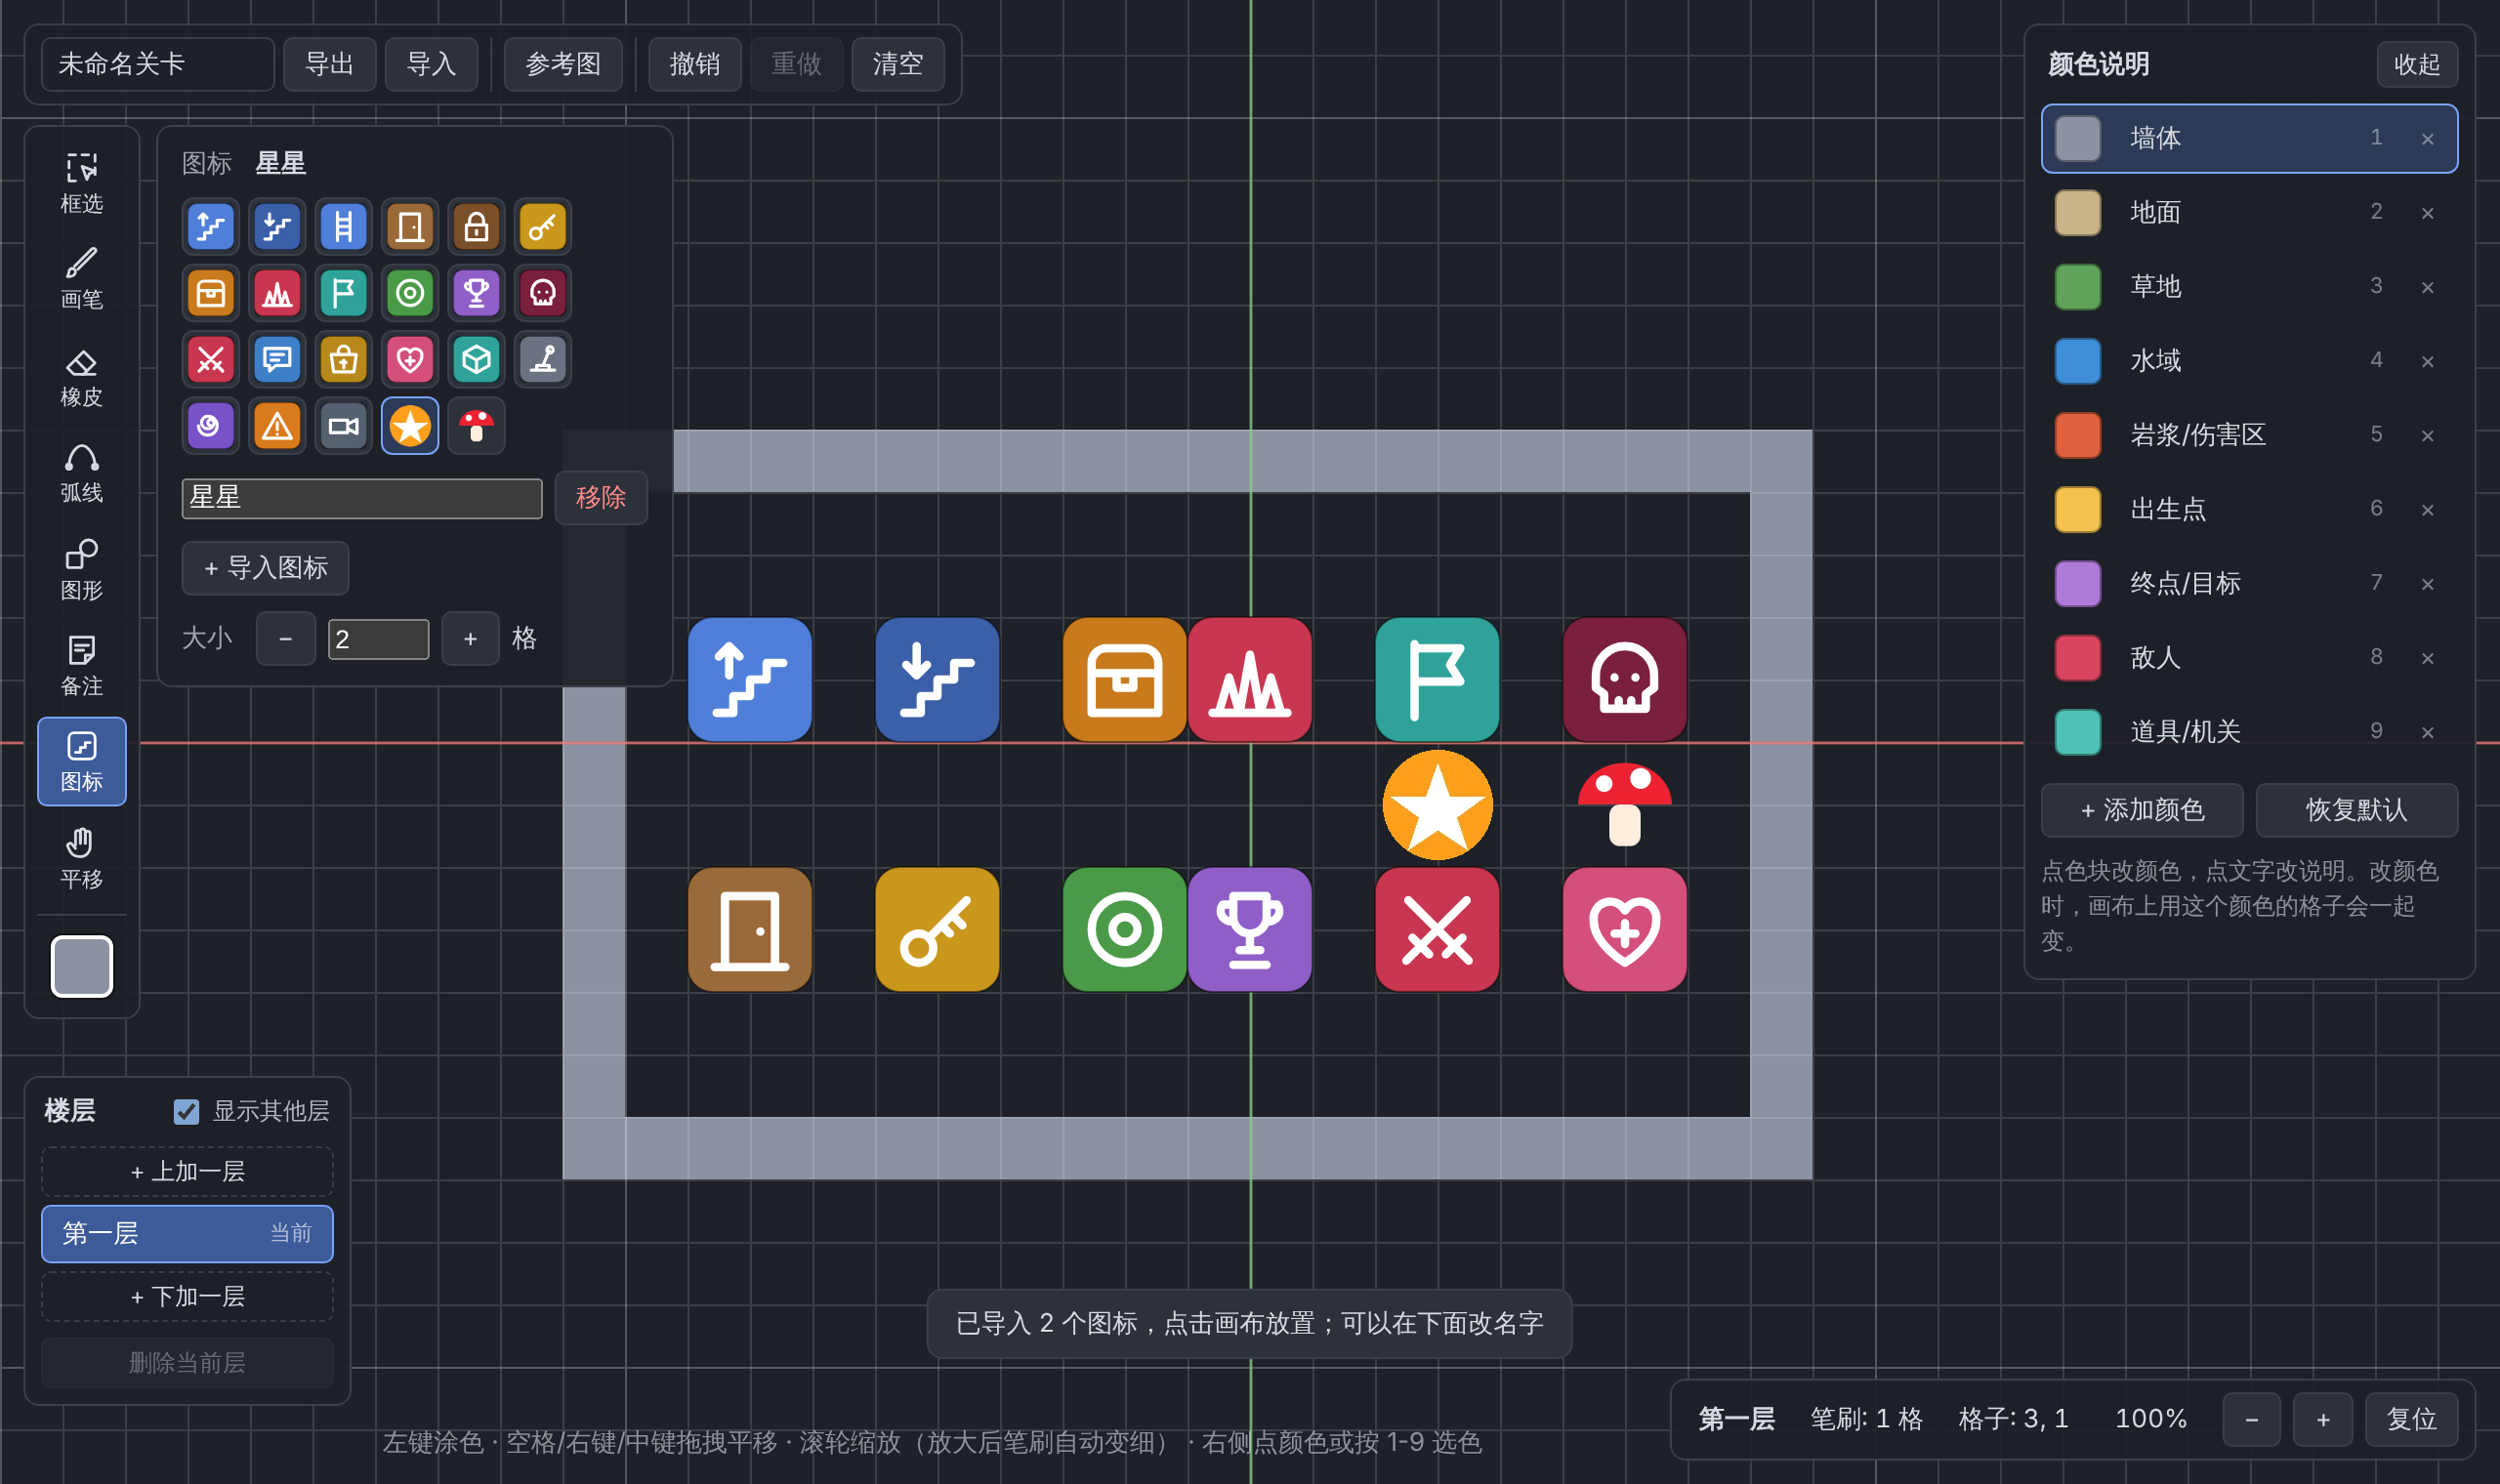 未命名关卡 导出 导入 参考图 撤销 重做 清空
框选
画笔
橡皮
弧线
图形
备注
图标
平移
图标 星星
星星 移除
+ 导入图标
大小 − 2 + 格
颜色说明 收起
墙体 1 ×
地面 2 ×
草地 3 ×
水域 4 ×
岩浆/伤害区 5 ×
出生点 6 ×
终点/目标 7 ×
敌人 8 ×
道具/机关 9 ×
+ 添加颜色 恢复默认
点色块改颜色，点文字改说明。改颜色
时，画布上用这个颜色的格子会一起
变。
楼层 显示其他层
+ 上加一层
第一层 当前
+ 下加一层
删除当前层
已导入 2 个图标，点击画布放置；可以在下面改名字
左键涂色 · 空格/右键/中键拖拽平移 · 滚轮缩放（放大后笔刷自动变细） · 右侧点颜色或按 1-9 选色
第一层 笔刷: 1 格 格子: 3, 1 100% − + 复位